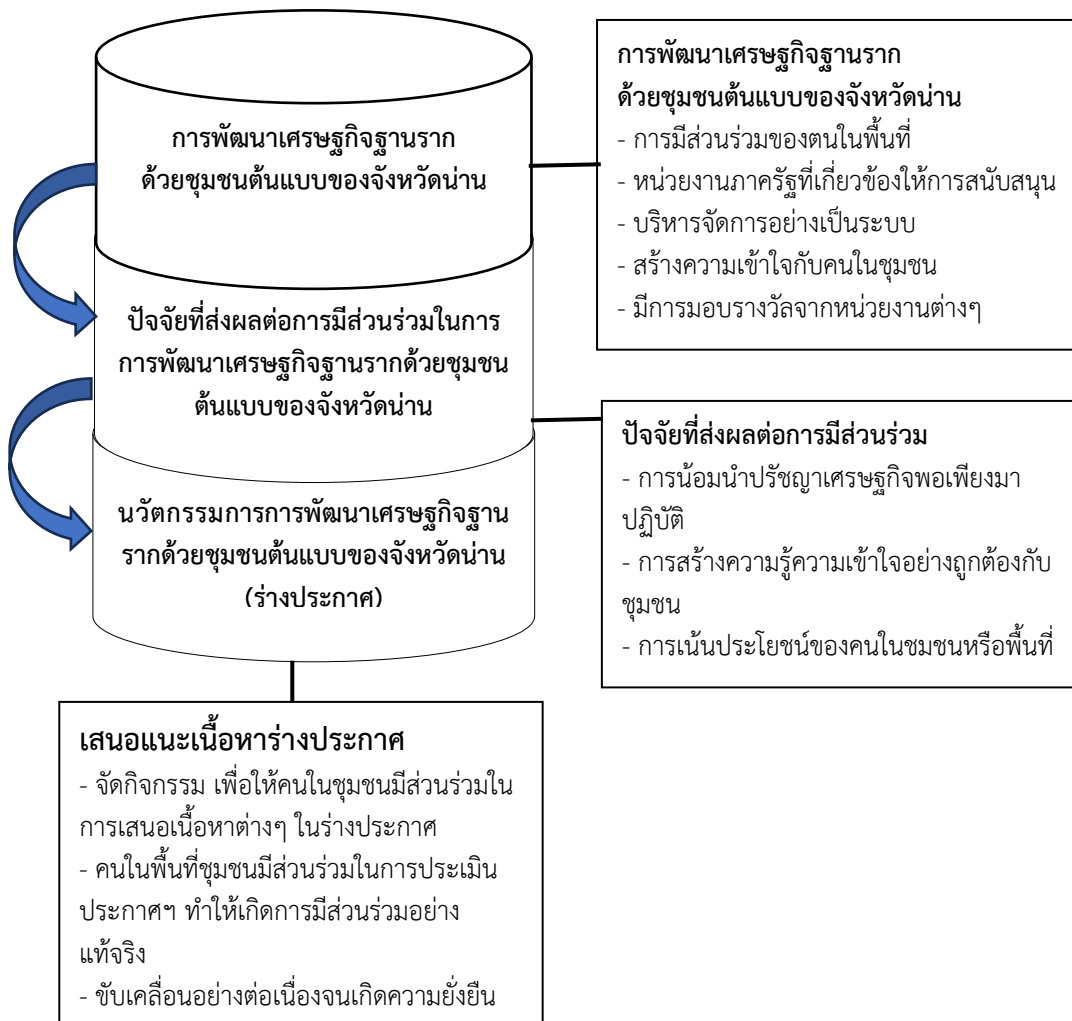 การพัฒนาเศรษฐกิจฐานราก
ด้วยชุมชนต้นแบบของจังหวัดน่าน
การพัฒนาเศรษฐกิจฐานราก
ด้วยชุมชนต้นแบบของจังหวัดน่าน
- การมีส่วนร่วมของตนในพื้นที่
- หน่วยงานภาครัฐที่เกี่ยวข้องให้การสนับสนุน
- บริหารจัดการอย่างเป็นระบบ
- สร้างความเข้าใจกับคนในชุมชน
- มีการมอบรางวัลจากหน่วยงานต่างๆ
ปัจจัยที่ส่งผลต่อการมีส่วนร่วมในการ
การพัฒนาเศรษฐกิจฐานรากด้วยชุมชน
ต้นแบบของจังหวัดน่าน
ปัจจัยที่ส่งผลต่อการมีส่วนร่วม
- การน้อมนำปรัชญาเศรษฐกิจพอเพียงมา
ปฏิบัติ
- การสร้างความรู้ความเข้าใจอย่างถูกต้องกับ
ชุมชน
- การเน้นประโยชน์ของคนในชมชนหรือพื้นที่
นวัตกรรมการการพัฒนาเศรษฐกิจฐาน
รากด้วยชุมชนต้นแบบของจังหวัดน่าน
(ร่างประกาศ)
เสนอแนะเนื้อหาร่างประกาศ
- จัดกิจกรรม เพื่อให้คนในชุมชนมีส่วนร่วมใน
การเสนอเนื้อหาต่างๆ ในร่างประกาศ
- คนในพื้นที่ชุมชนมีส่วนร่วมในการประเมิน
ประกาศฯ ทำให้เกิดการมีส่วนร่วมอย่าง
แท้จริง
- ขับเคลื่อนอย่างต่อเนื่องจนเกิดความยั่งยืน